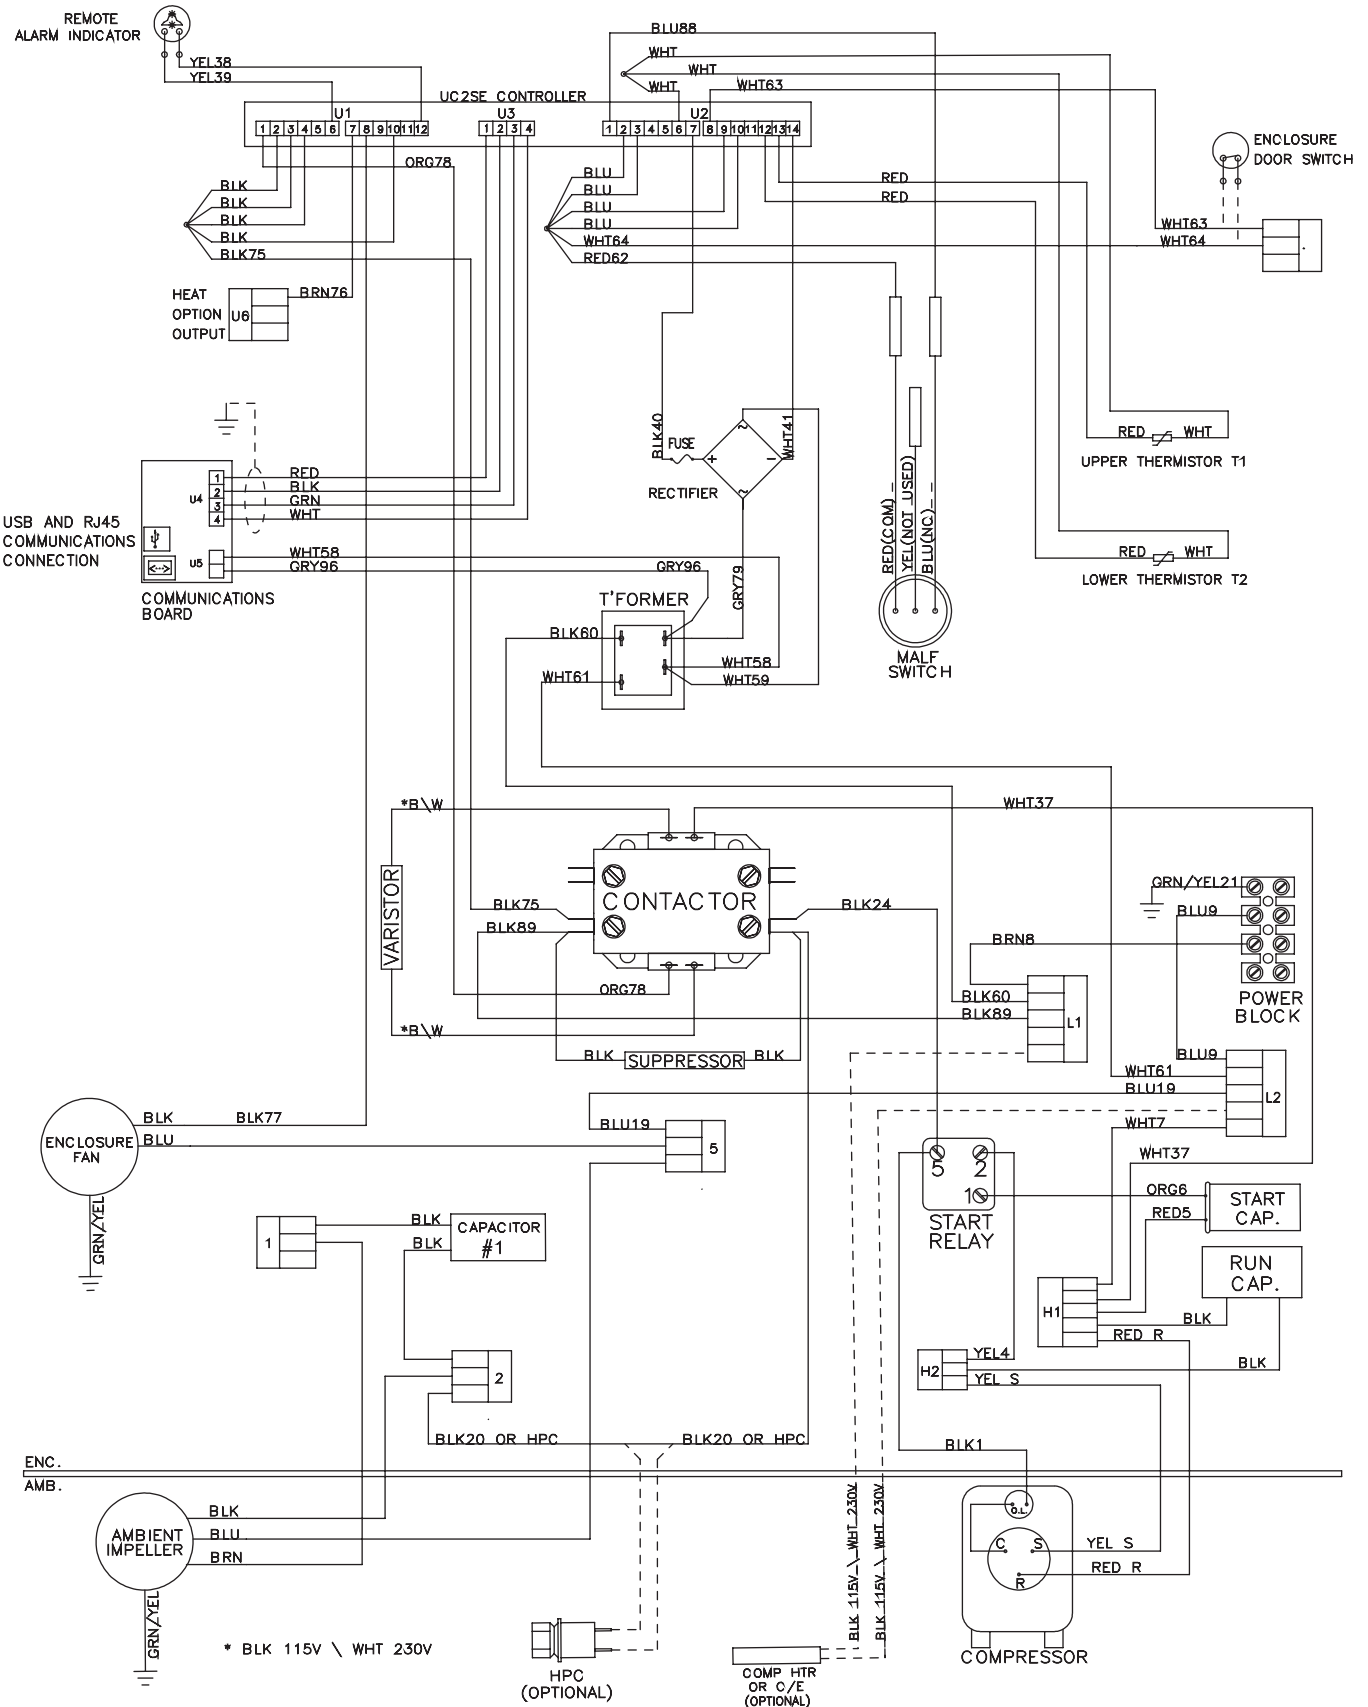 REMOTE
ALARM INDICATOR
YEL38
YEL39
BLU88
WHT
WHT
WHT
WHT63
UC2SE CONTROLLER
U1 U3 U2
1 2 3 4 5 6 7 8 9 10 11 12
1 2 3 4
1 2 3 4 5 6 7 8 9 10 11 12 13 14
ENCLOSURE
DOOR SWITCH
ORG78
BLK
BLK
BLK
BLK
BLK75
BLU
BLU
BLU
BLU
WHT64
RED62
RED
RED
WHT63
WHT64
HEAT
OPTION
OUTPUT
U6
BRN76
BLK40
FUSE
WHT41
~
+ -
~
RECTIFIER
RED WHT
UPPER THERMISTOR T1
RED(COM)
YEL(NOT USED)
BLU(NO)
RED WHT
LOWER THERMISTOR T2
USB AND RJ45
COMMUNICATIONS
CONNECTION
U4
1
2
3
4
U5
RED
BLK
GRN
WHT
WHT58
GRY96
COMMUNICATIONS
BOARD
GRY96
GRY79
T'FORMER
BLK60
WHT61
WHT58
WHT59
MALF
SWITCH
*B\W
WHT37
VARISTOR
CONTACTOR
BLK75
BLK89
BLK24
GRN/YEL21
BLU9
BRN8
POWER
BLOCK
ORG78
*B\W
BLK60
BLK89
L1
BLK SUPPRESSOR BLK
BLU9
WHT61
BLU19
L2
WHT7
WHT37
ENCLOSURE
FAN
BLK BLK77
BLU
BLU19
5
GRN/YEL
5 2
1
START
RELAY
ORG6
RED5
START
CAP.
RUN
CAP.
1
BLK
BLK
CAPACITOR
#1
H1
BLK
RED R
H2
YEL4
BLK
YEL S
2
BLK20 OR HPC BLK20 OR HPC
BLK1
ENC.
AMB.
AMBIENT
IMPELLER
BLK
BLU
BRN
GRN/YEL
BLK 115V \ WHT 230V
BLK 115V \ WHT 230V
O.L.
C S
R
YEL S
RED R
COMPRESSOR
* BLK 115V \ WHT 230V
HPC
(OPTIONAL)
COMP HTR
OR C/E
(OPTIONAL)